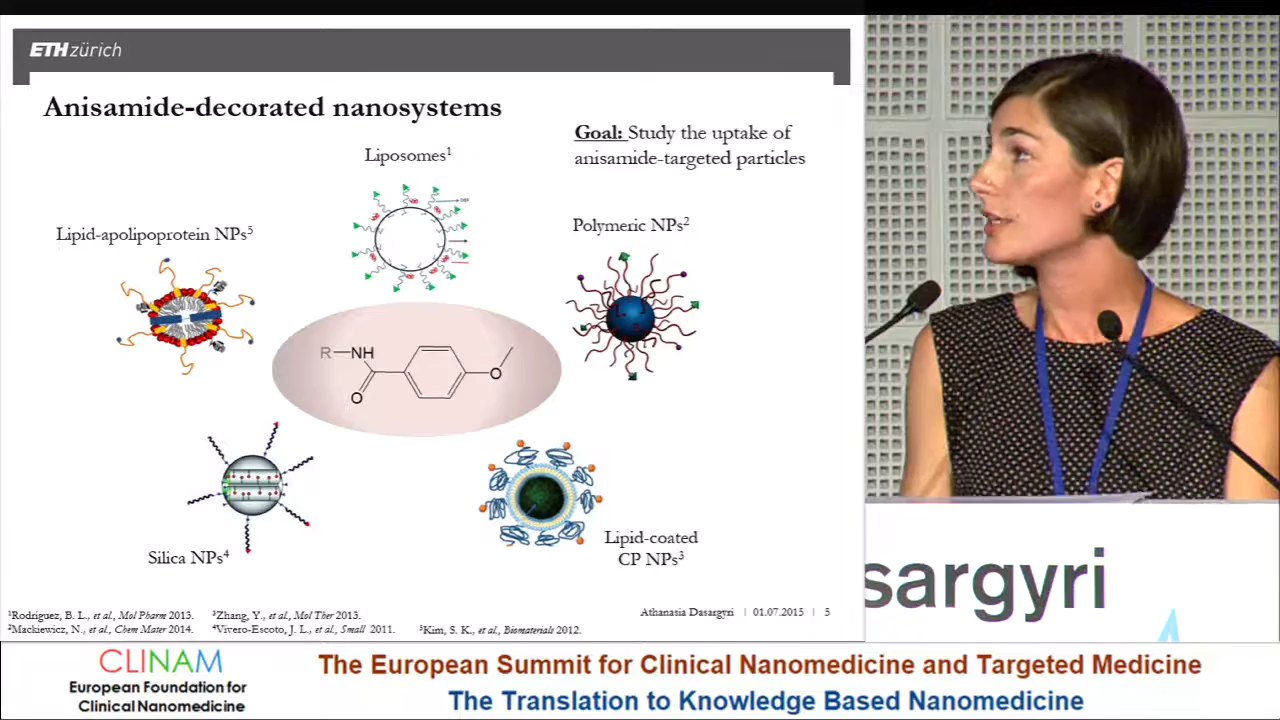 ETH zürich
Anisamide-decorated nanosystems
Goal: Study the uptake of
anisamide-targeted particles
Liposomes¹
Lipid-apolipoprotein NPs⁵
Polymeric NPs²
R
NH
O
O
Silica NPs⁴
Lipid-coated
CP NPs³
¹Rodriguez, B. L., et al., Mol Pharm 2013.
³Zhang, Y., et al., Mol Ther 2013.
²Mackiewicz, N., et al., Chem Mater 2014.
⁴Vivero-Escoto, J. L., et al., Small 2011.
⁵Kim, S. K., et al., Biomaterials 2012.
Athanasia Dasargyri | 01.07.2015 | 5
sargyri
CLINAM
European Foundation for
Clinical Nanomedicine
The European Summit for Clinical Nanomedicine and Targeted Medicine
The Translation to Knowledge Based Nanomedicine